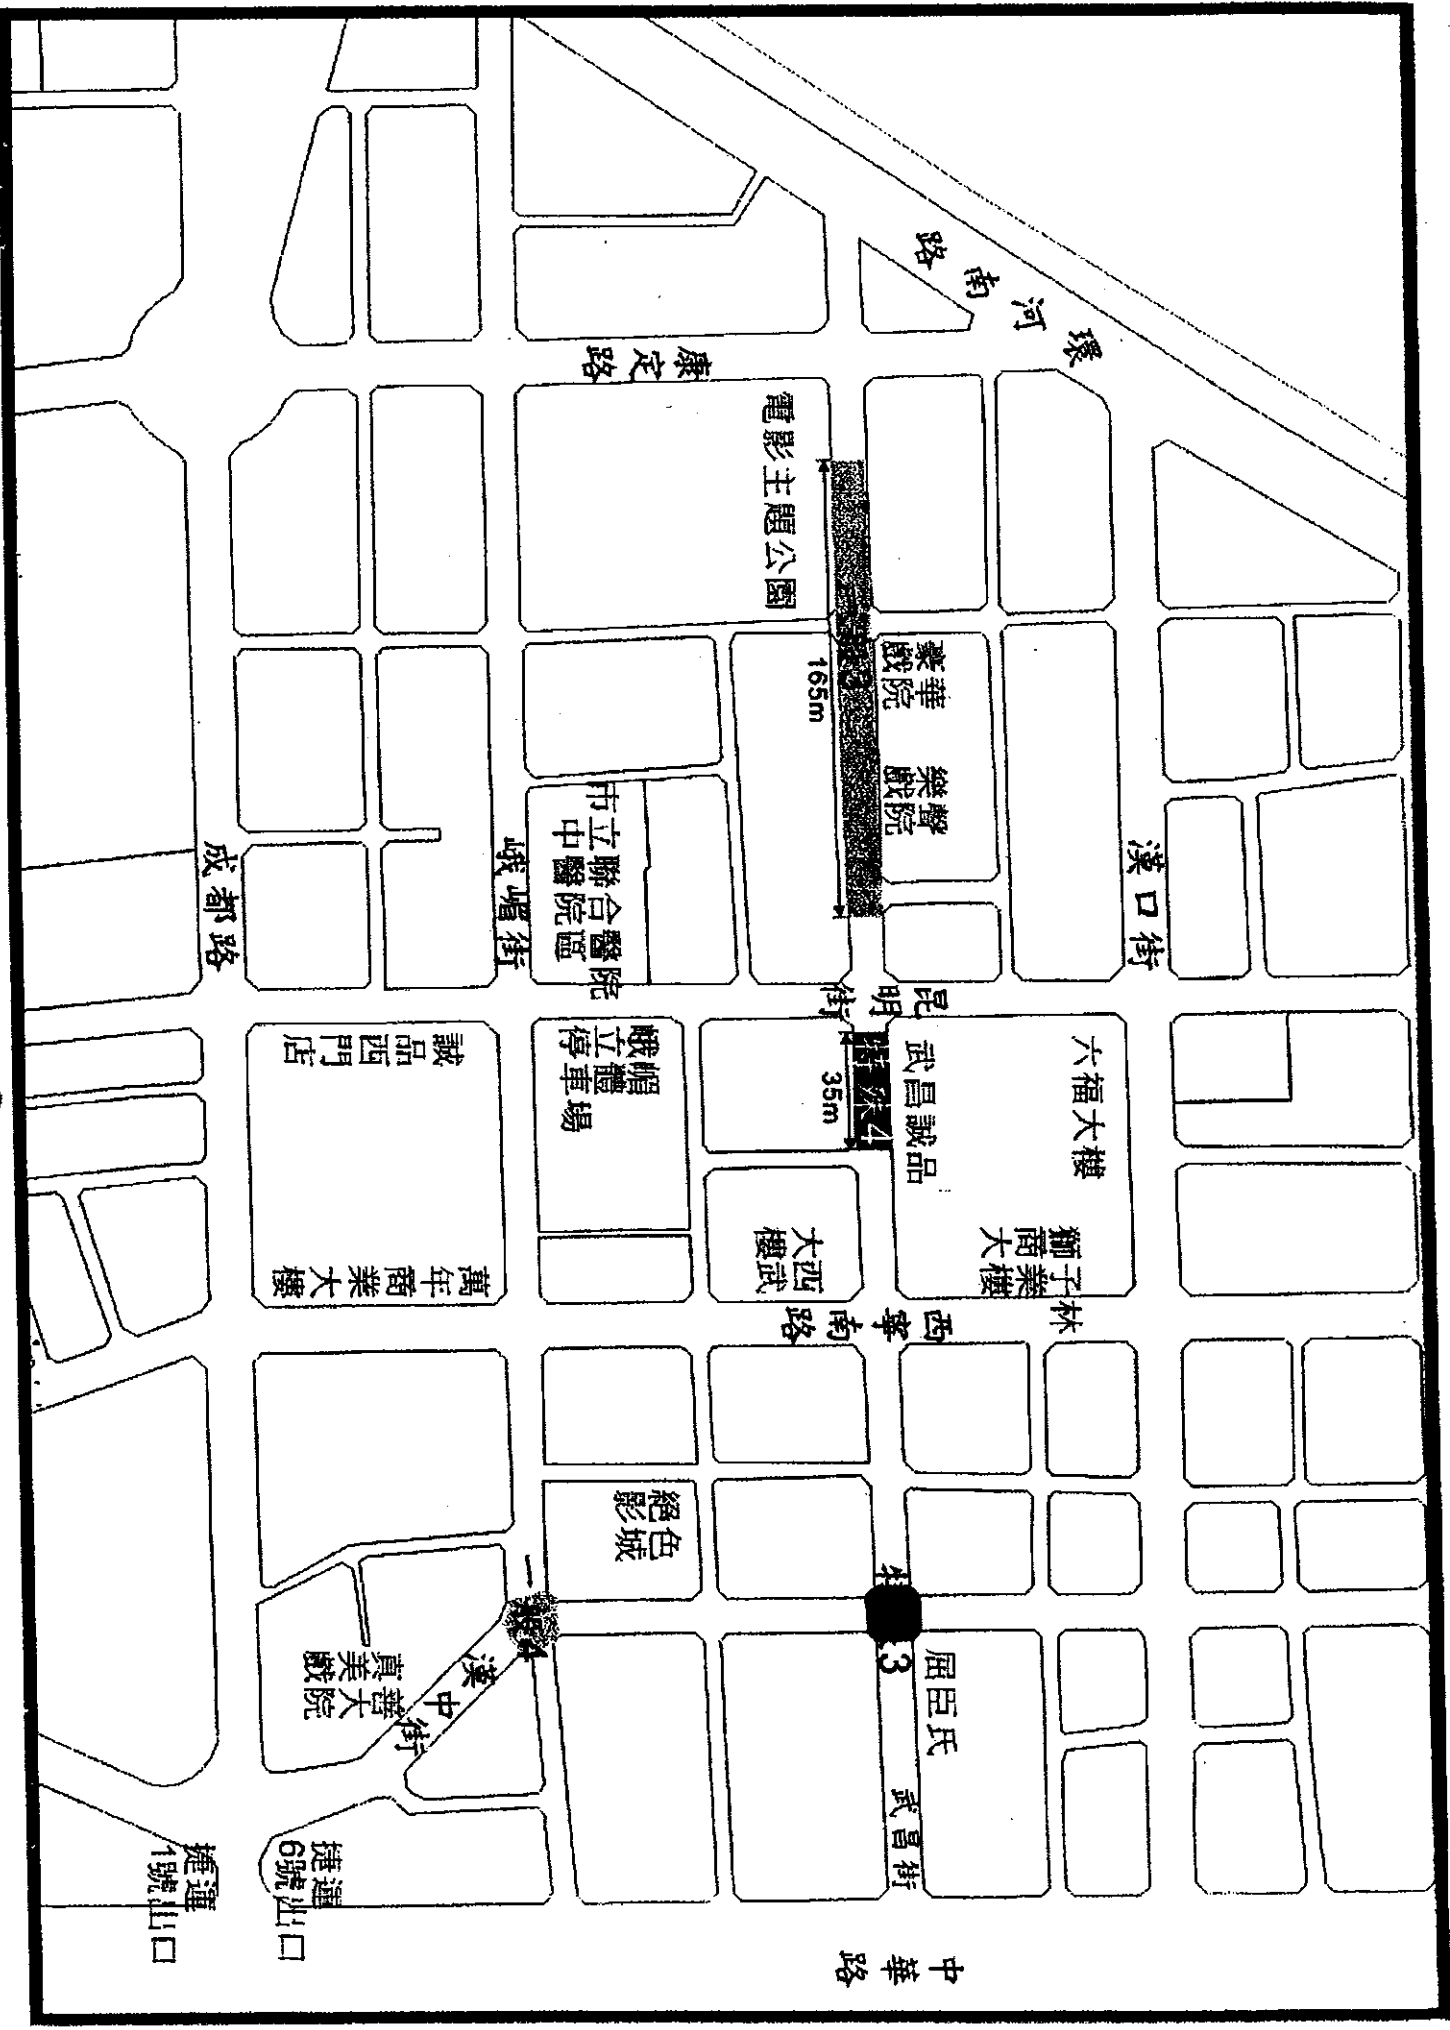 環河南路
康定路
電影主題公園
165m
豪華
戲院
樂聲
戲院
漢口街
市立聯合醫院
中醫院區
峨嵋街
成都路
昆明街
35m
武昌誠品
六福大樓
獅子林
商業
大樓
峨嵋
立體
停車場
誠品西門店
萬年商業大樓
西武
大樓
西寧南路
絕色
影城
一般4
3
屈臣氏
武昌街
漢中街
真善
美大
戲院
捷運
6號出口
捷運
1號出口
中華路